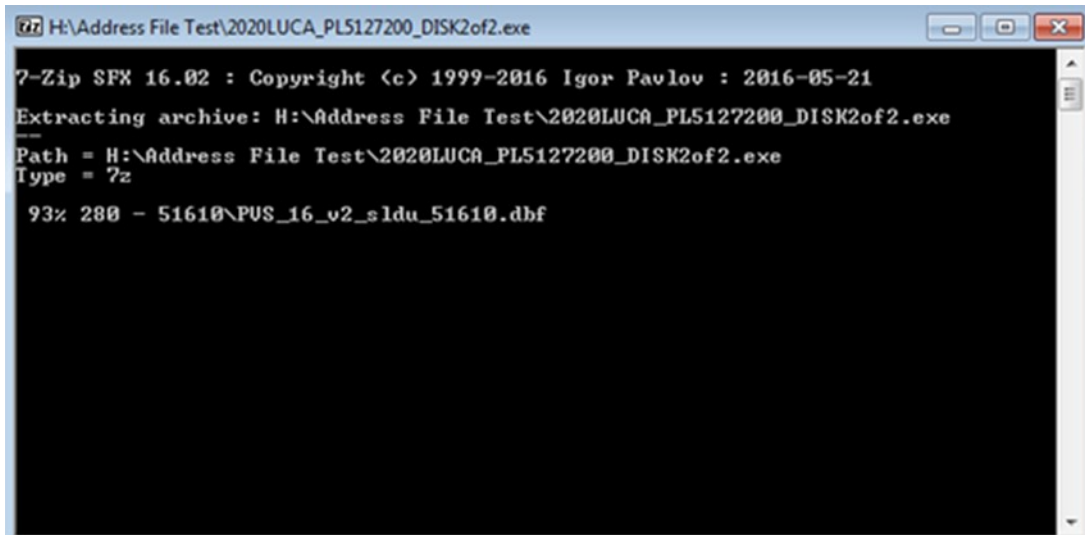 H:\Address File Test\2020LUCA_PL5127200_DISK2of2.exe
7-Zip SFX 16.02 : Copyright (c) 1999-2016 Igor Pavlov : 2016-05-21
Extracting archive: H:\Address File Test\2020LUCA_PL5127200_DISK2of2.exe
--
Path = H:\Address File Test\2020LUCA_PL5127200_DISK2of2.exe
Type = 7z
93% 280 - 51610\PVS_16_v2_sldu_51610.dbf